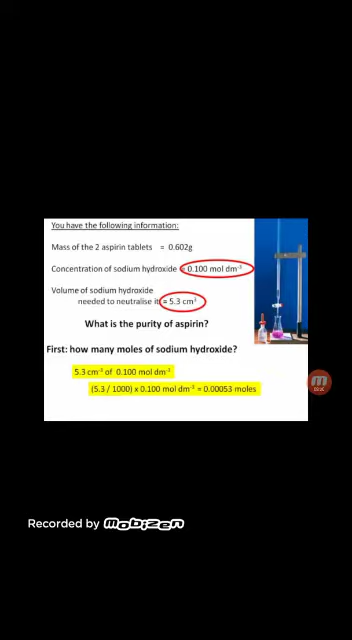 You have the following information:
Mass of the 2 aspirin tablets = 0.602g
Concentration of sodium hydroxide = 0.100 mol dm⁻³
Volume of sodium hydroxide
needed to neutralise it = 5.3 cm³
What is the purity of aspirin?
First: how many moles of sodium hydroxide?
5.3 cm⁻³ of 0.100 mol dm⁻³
(5.3 / 1000) x 0.100 mol dm⁻³ = 0.00053 moles
Recorded by mobizen